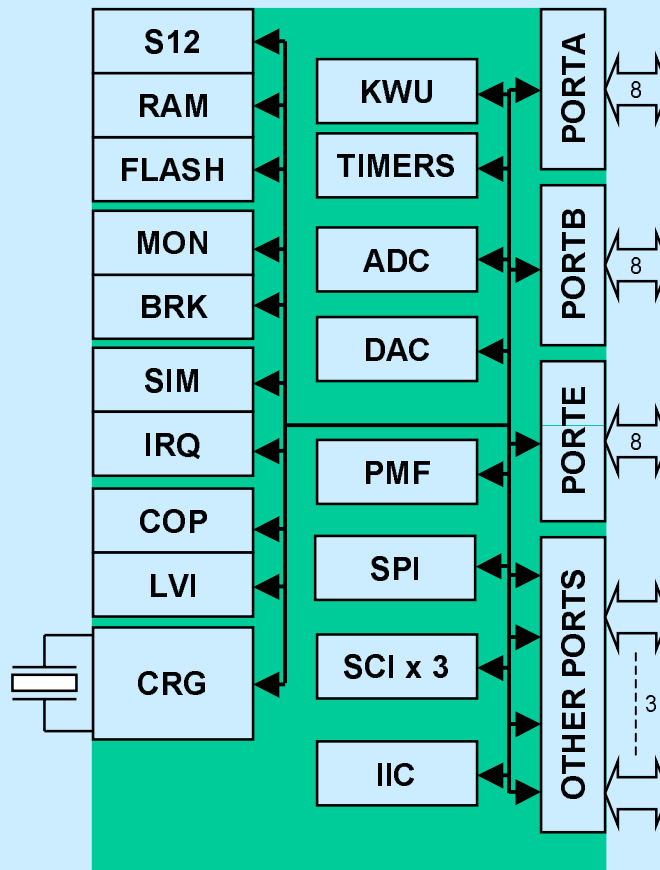 S12
RAM
FLASH
MON
BRK
SIM
IRQ
COP
LVI
CRG
KWU
TIMERS
ADC
DAC
PMF
SPI
SCI x 3
IIC
PORTA
PORTB
PORTE
OTHER PORTS
8
8
8
3